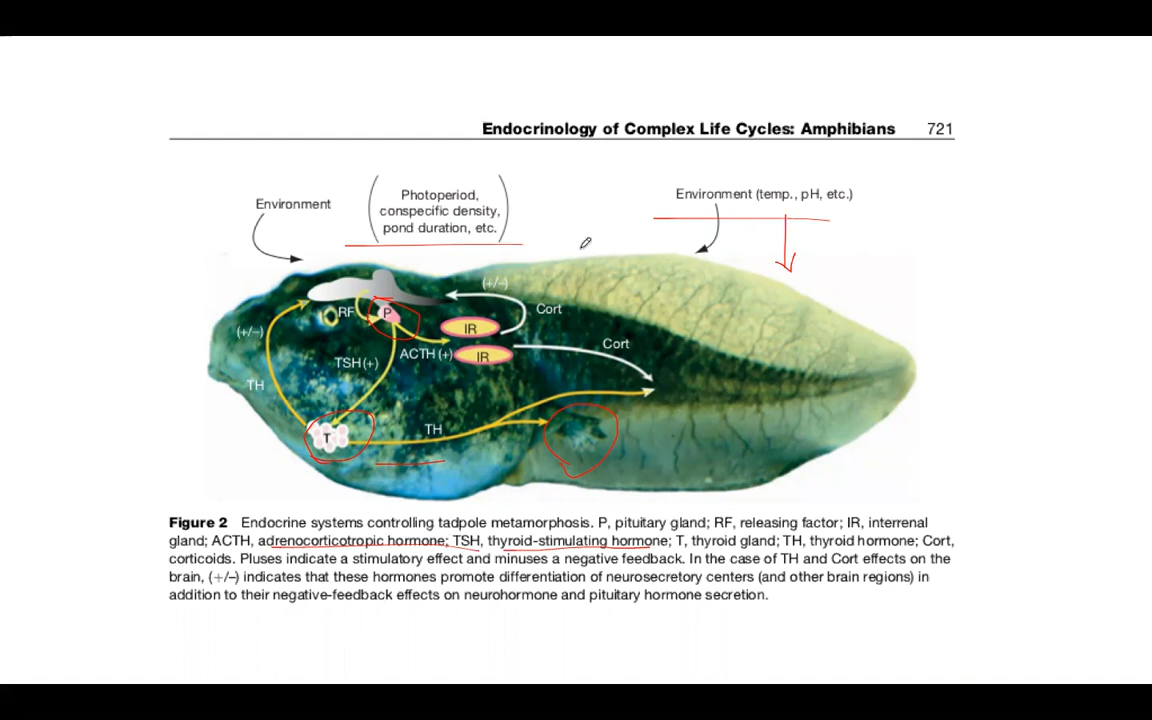 Endocrinology of Complex Life Cycles: Amphibians 721
Environment
Photoperiod,
conspecific density,
pond duration, etc.
Environment (temp., pH, etc.)
(+/–)
RF
P
IR
Cort
(+/–)
TSH (+)
ACTH (+)
IR
Cort
TH
T
TH
Figure 2 Endocrine systems controlling tadpole metamorphosis. P, pituitary gland; RF, releasing factor; IR, interrenal
gland; ACTH, adrenocorticotropic hormone; TSH, thyroid-stimulating hormone; T, thyroid gland; TH, thyroid hormone; Cort,
corticoids. Pluses indicate a stimulatory effect and minuses a negative feedback. In the case of TH and Cort effects on the
brain, (+/–) indicates that these hormones promote differentiation of neurosecretory centers (and other brain regions) in
addition to their negative-feedback effects on neurohormone and pituitary hormone secretion.